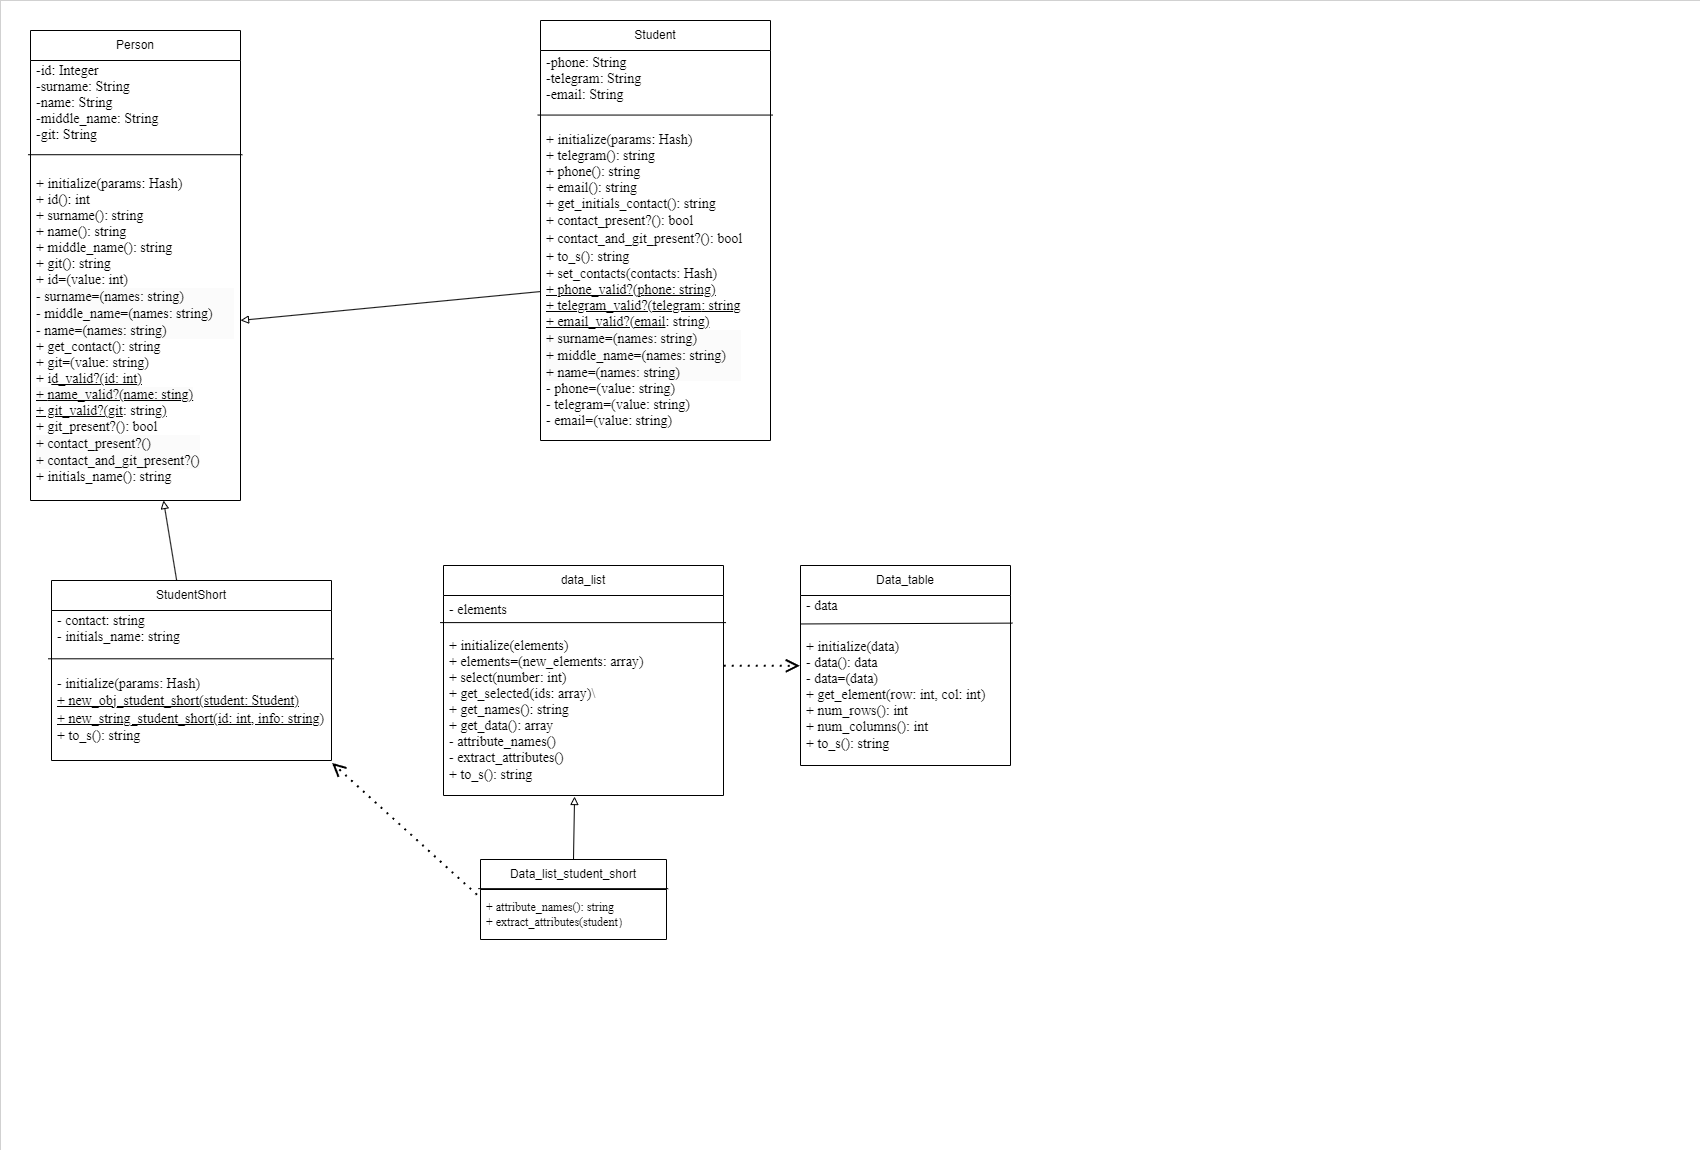 Person
-id: Integer
-surname: String
-name: String
-middle_name: String
-git: String
+ initialize(params: Hash)
+ id(): int
+ surname(): string
+ name(): string
+ middle_name(): string
+ git(): string
+ id=(value: int)
- surname=(names: string)
- middle_name=(names: string)
- name=(names: string)
+ get_contact(): string
+ git=(value: string)
+ id_valid?(id: int)
+ name_valid?(name: sting)
+ git_valid?(git: string)
+ git_present?(): bool
+ contact_present?()
+ contact_and_git_present?()
+ initials_name(): string
Student
-phone: String
-telegram: String
-email: String
+ initialize(params: Hash)
+ telegram(): string
+ phone(): string
+ email(): string
+ get_initials_contact(): string
+ contact_present?(): bool
+ contact_and_git_present?(): bool
+ to_s(): string
+ set_contacts(contacts: Hash)
+ phone_valid?(phone: string)
+ telegram_valid?(telegram: string
+ email_valid?(email: string)
+ surname=(names: string)
+ middle_name=(names: string)
+ name=(names: string)
- phone=(value: string)
- telegram=(value: string)
- email=(value: string)
StudentShort
- contact: string
- initials_name: string
- initialize(params: Hash)
+ new_obj_student_short(student: Student)
+ new_string_student_short(id: int, info: string)
+ to_s(): string
data_list
- elements
+ initialize(elements)
+ elements=(new_elements: array)
+ select(number: int)
+ get_selected(ids: array)\
+ get_names(): string
+ get_data(): array
- attribute_names()
- extract_attributes()
+ to_s(): string
Data_table
- data
+ initialize(data)
- data(): data
- data=(data)
+ get_element(row: int, col: int)
+ num_rows(): int
+ num_columns(): int
+ to_s(): string
Data_list_student_short
+ attribute_names(): string
+ extract_attributes(student)